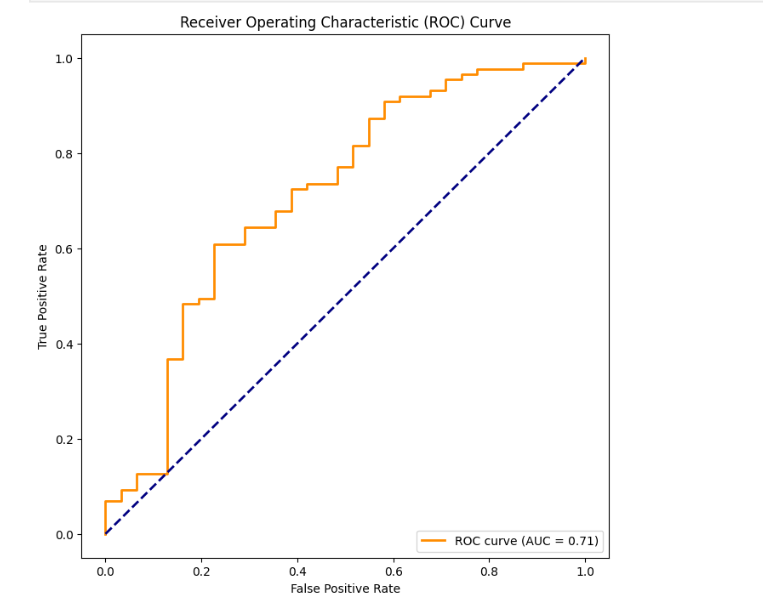 Receiver Operating Characteristic (ROC) Curve
1.0
0.8
0.6
0.4
0.2
0.0
True Positive Rate
ROC curve (AUC = 0.71)
0.0 0.2 0.4 0.6 0.8 1.0
False Positive Rate